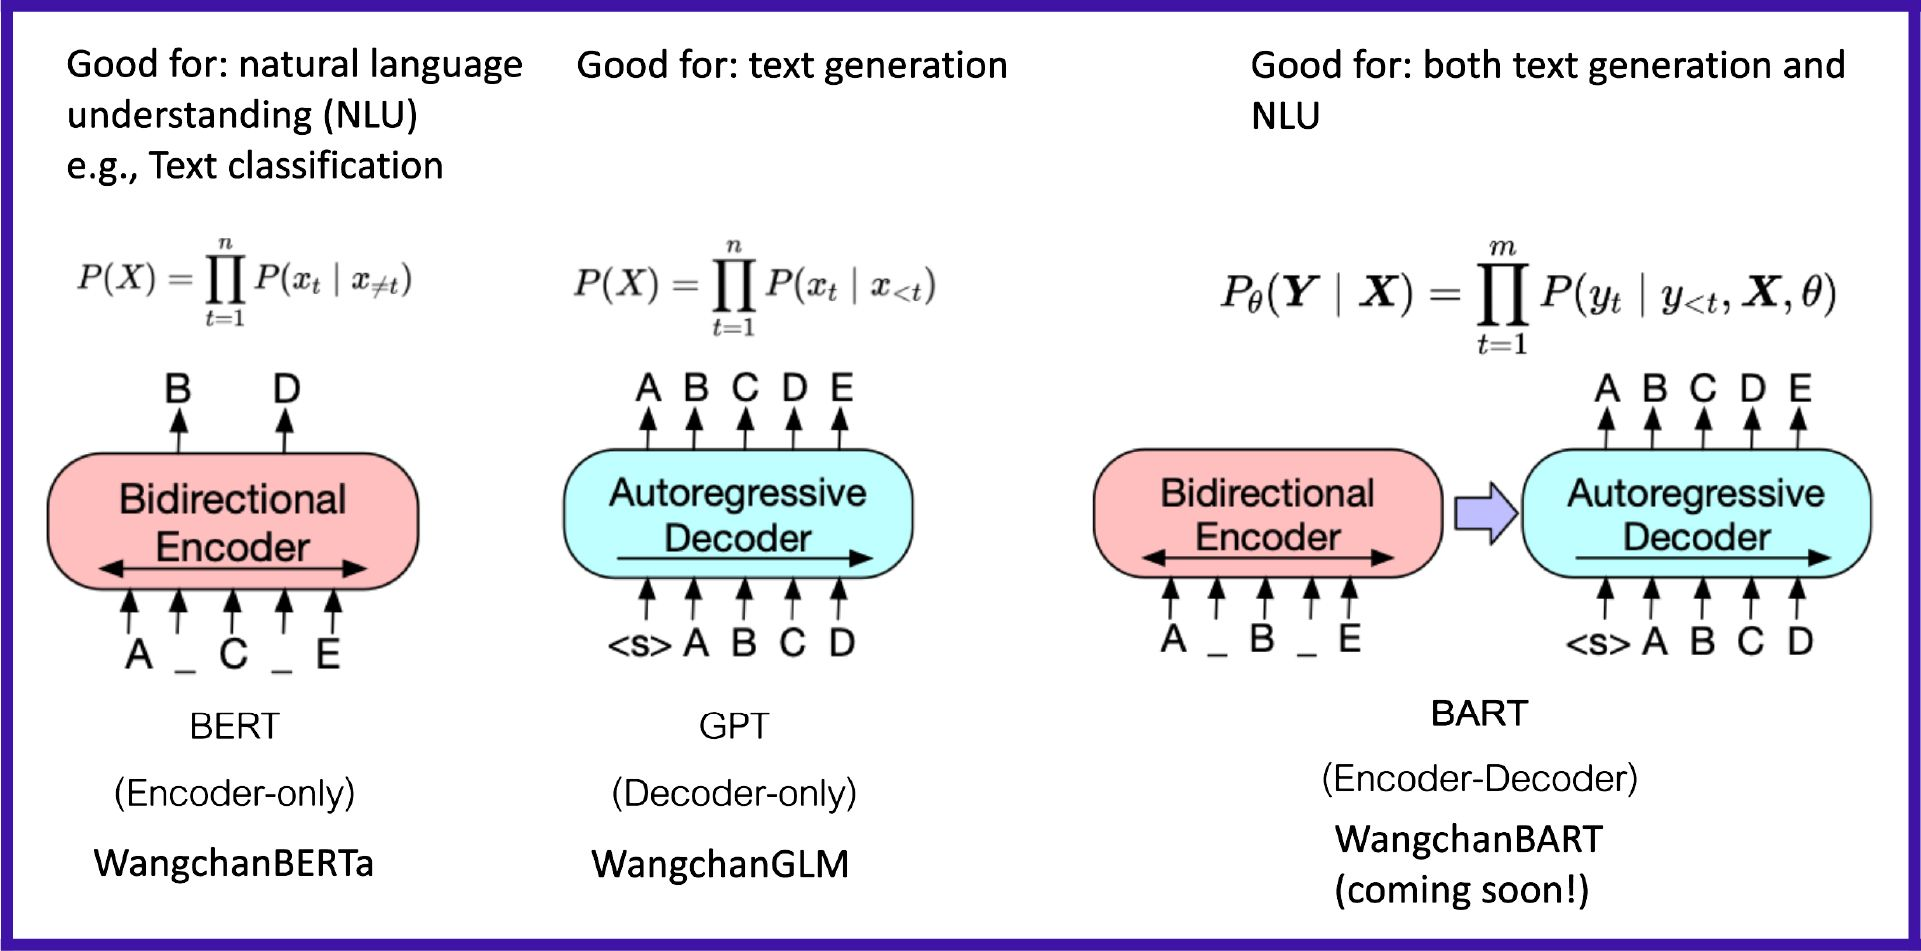 Good for: natural language
understanding (NLU)
e.g., Text classification
P(X) = ∏_{t=1}^{n} P(x_t | x_{≠t})
B D
Bidirectional
Encoder
A _ C _ E
BERT
(Encoder-only)
WangchanBERTa
Good for: text generation
P(X) = ∏_{t=1}^{n} P(x_t | x_{<t})
A B C D E
Autoregressive
Decoder
<s> A B C D
GPT
(Decoder-only)
WangchanGLM
Good for: both text generation and
NLU
P_θ(Y | X) = ∏_{t=1}^{m} P(y_t | y_{<t}, X, θ)
Bidirectional
Encoder
A _ B _ E
A B C D E
Autoregressive
Decoder
<s> A B C D
BART
(Encoder-Decoder)
WangchanBART
(coming soon!)